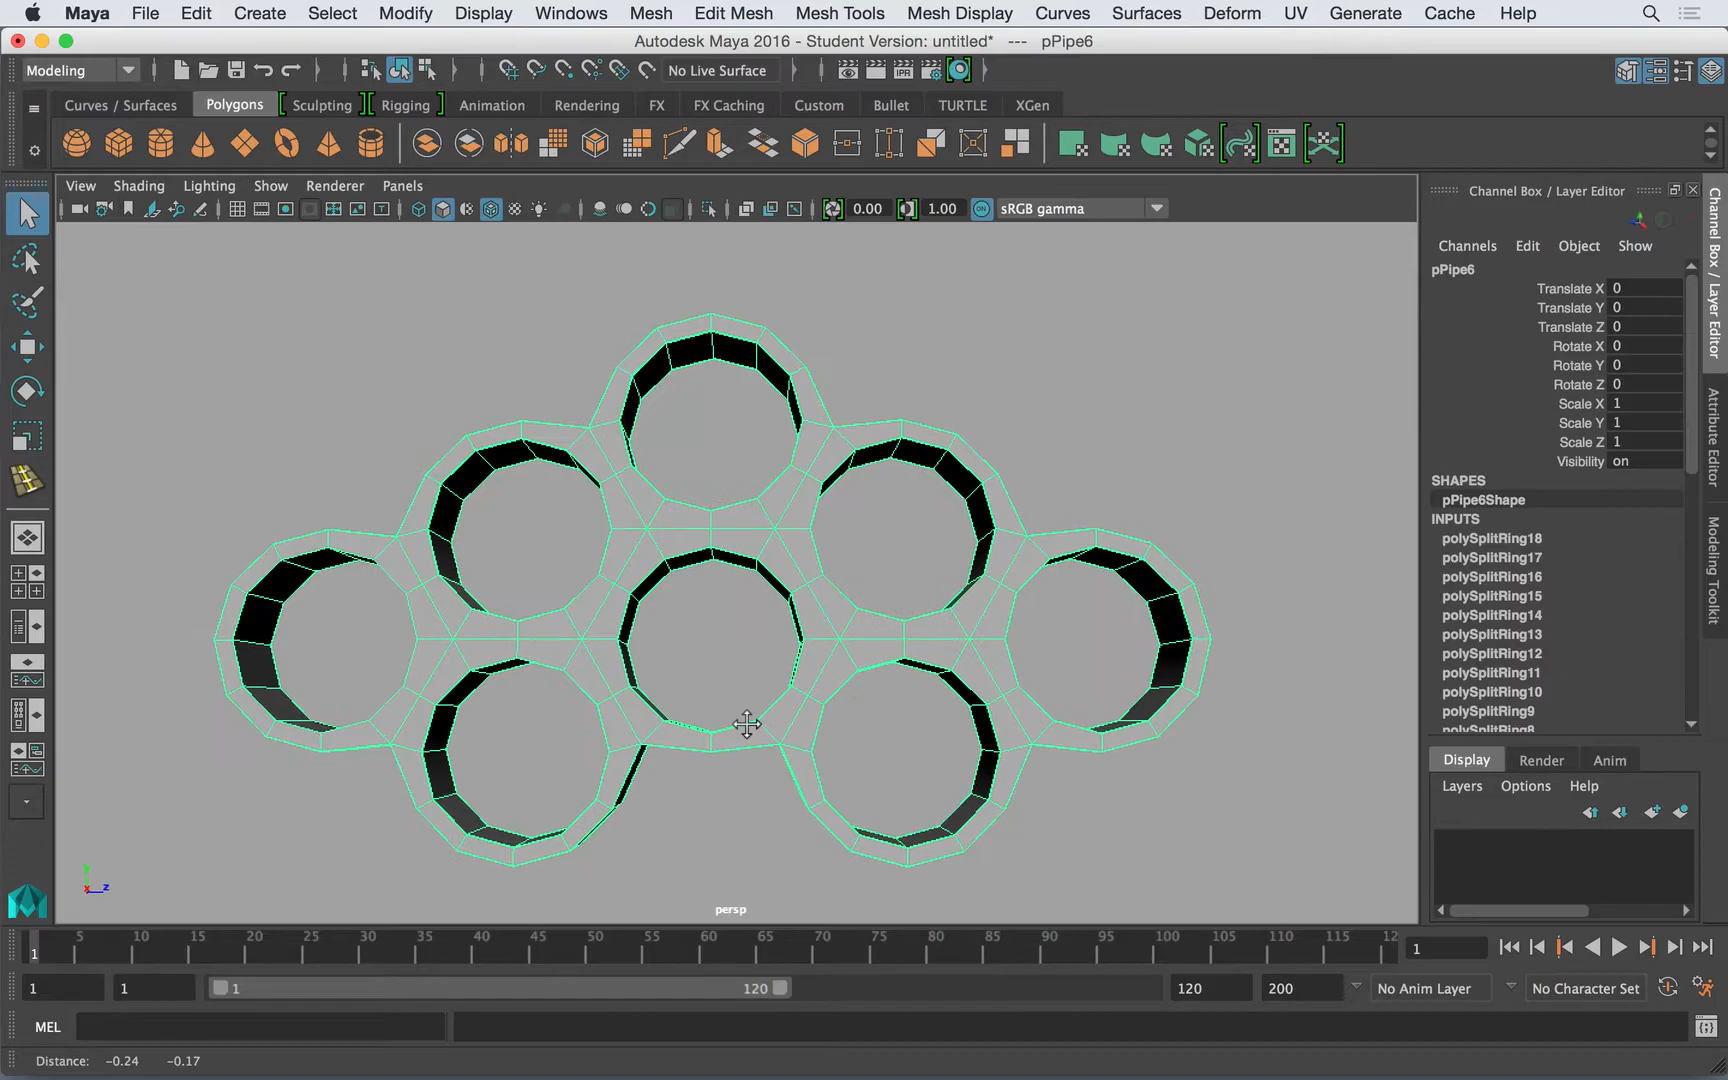 Maya File Edit Create Select Modify Display Windows Mesh Edit Mesh Mesh Tools Mesh Display Curves Surfaces Deform UV Generate Cache Help
Autodesk Maya 2016 - Student Version: untitled* --- pPipe6
Modeling No Live Surface IPR
Curves / Surfaces Polygons Sculpting Rigging Animation Rendering FX FX Caching Custom Bullet TURTLE XGen
View Shading Lighting Show Renderer Panels
0.00 1.00 ON sRGB gamma
Channel Box / Layer Editor
Channels Edit Object Show
pPipe6
Translate X 0
Translate Y 0
Translate Z 0
Rotate X 0
Rotate Y 0
Rotate Z 0
Scale X 1
Scale Y 1
Scale Z 1
Visibility on
SHAPES
pPipe6Shape
INPUTS
polySplitRing18
polySplitRing17
polySplitRing16
polySplitRing15
polySplitRing14
polySplitRing13
polySplitRing12
polySplitRing11
polySplitRing10
polySplitRing9
polySplitRing8
Display Render Anim
Layers Options Help
Channel Box / Layer Editor
Attribute Editor
Modeling Toolkit
y
x z
persp
1 5 10 15 20 25 30 35 40 45 50 55 60 65 70 75 80 85 90 95 100 105 110 115 12 1
1 1 1 120 120 200 No Anim Layer No Character Set
MEL
Distance: -0.24 -0.17